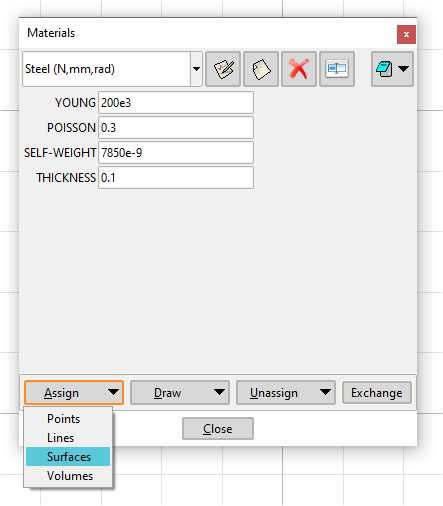 Materials
x
Steel (N,mm,rad)
YOUNG 200e3
POISSON 0.3
SELF-WEIGHT 7850e-9
THICKNESS 0.1
Assign Draw Unassign Exchange
Close
Points
Lines
Surfaces
Volumes